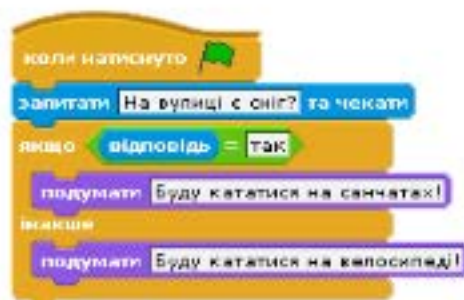 коли натиснуто
запитати На вулиці є сніг? та чекати
якщо відповідь = так
подумати Буду кататися на санчатах!
інакше
подумати Буду кататися на велосипеді!